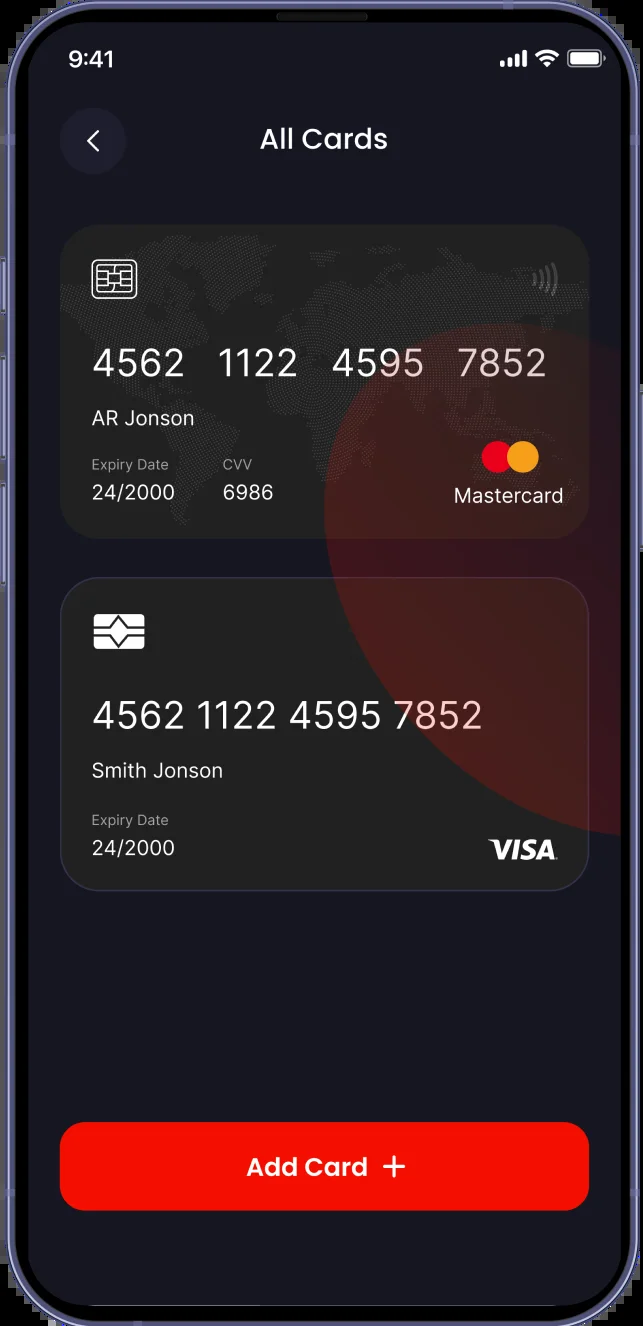 9:41
All Cards
4562 1122 4595 7852
AR Jonson
Expiry Date CVV
24/2000 6986
Mastercard
4562 1122 4595 7852
Smith Jonson
Expiry Date
24/2000
VISA
Add Card +